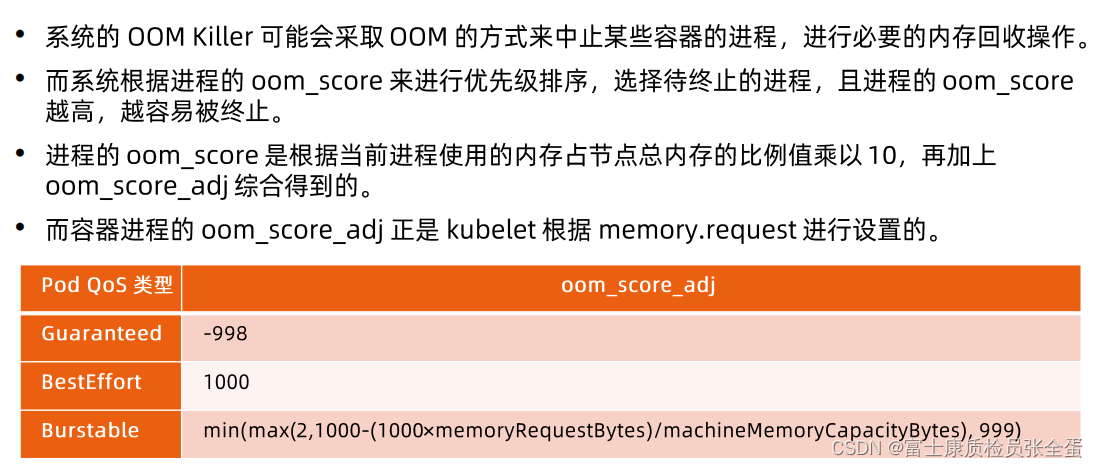 • 系统的 OOM Killer 可能会采取 OOM 的方式来中止某些容器的进程，进行必要的内存回收操作。
• 而系统根据进程的 oom_score 来进行优先级排序，选择待终止的进程，且进程的 oom_score
越高，越容易被终止。
• 进程的 oom_score 是根据当前进程使用的内存占节点总内存的比例值乘以 10，再加上
oom_score_adj 综合得到的。
• 而容器进程的 oom_score_adj 正是 kubelet 根据 memory.request 进行设置的。
Pod QoS 类型 oom_score_adj
Guaranteed -998
BestEffort 1000
Burstable min(max(2,1000-(1000×memoryRequestBytes)/machineMemoryCapacityBytes), 999)
CSDN @富士康质检员张全蛋